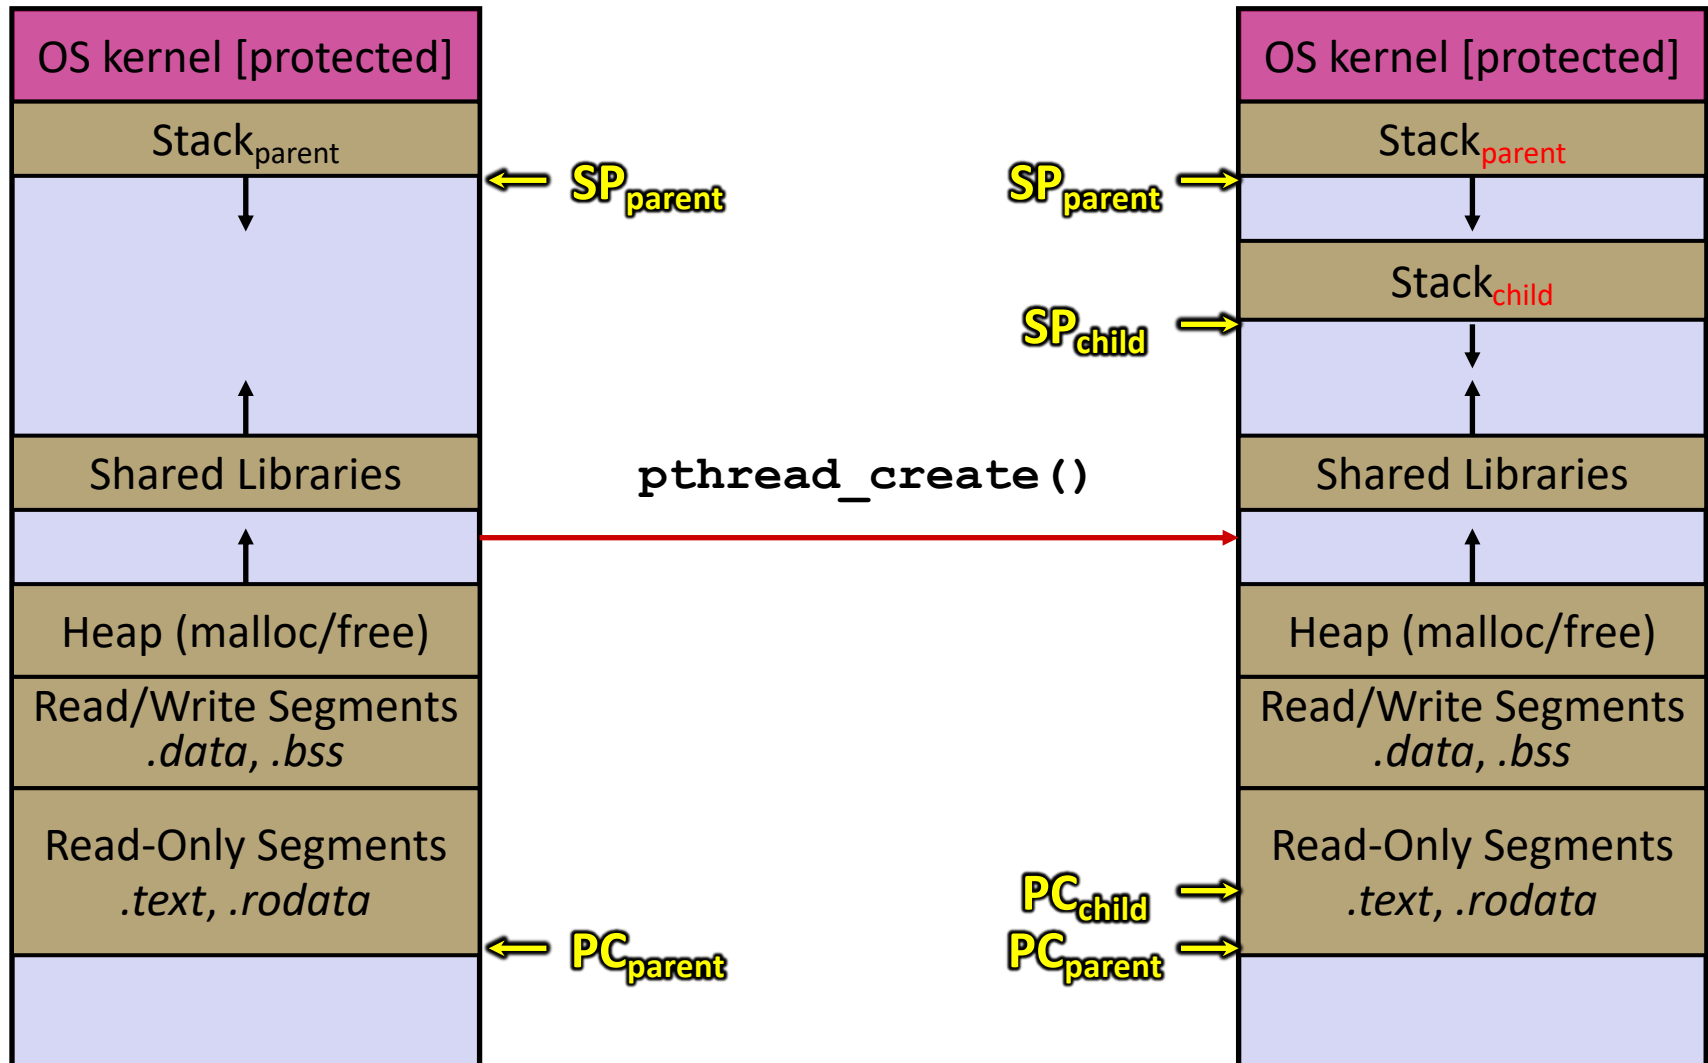 OS kernel [protected]
Stackparent
SPparent
Shared Libraries
Heap (malloc/free)
Read/Write Segments
.data, .bss
Read-Only Segments
.text, .rodata
PCparent
pthread_create()
OS kernel [protected]
Stackparent
SPparent
Stackchild
SPchild
Shared Libraries
Heap (malloc/free)
Read/Write Segments
.data, .bss
Read-Only Segments
.text, .rodata
PCchild
PCparent